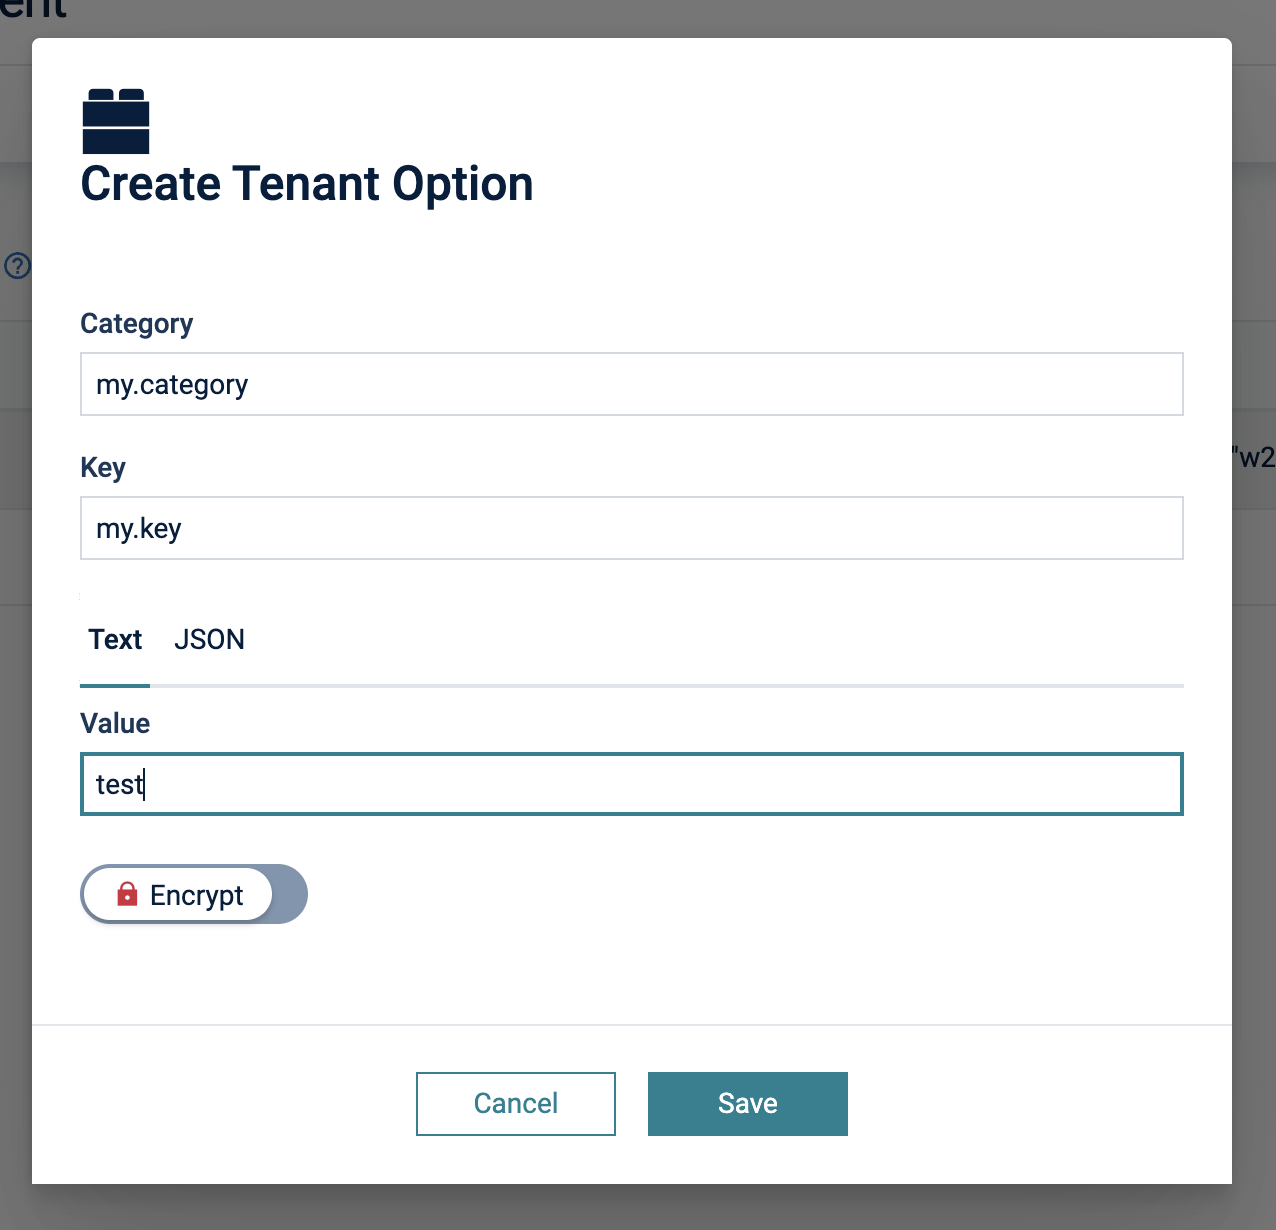 ent
Create Tenant Option
?
Category
my.category
"w2
Key
my.key
Text JSON
Value
test
Encrypt
Cancel Save